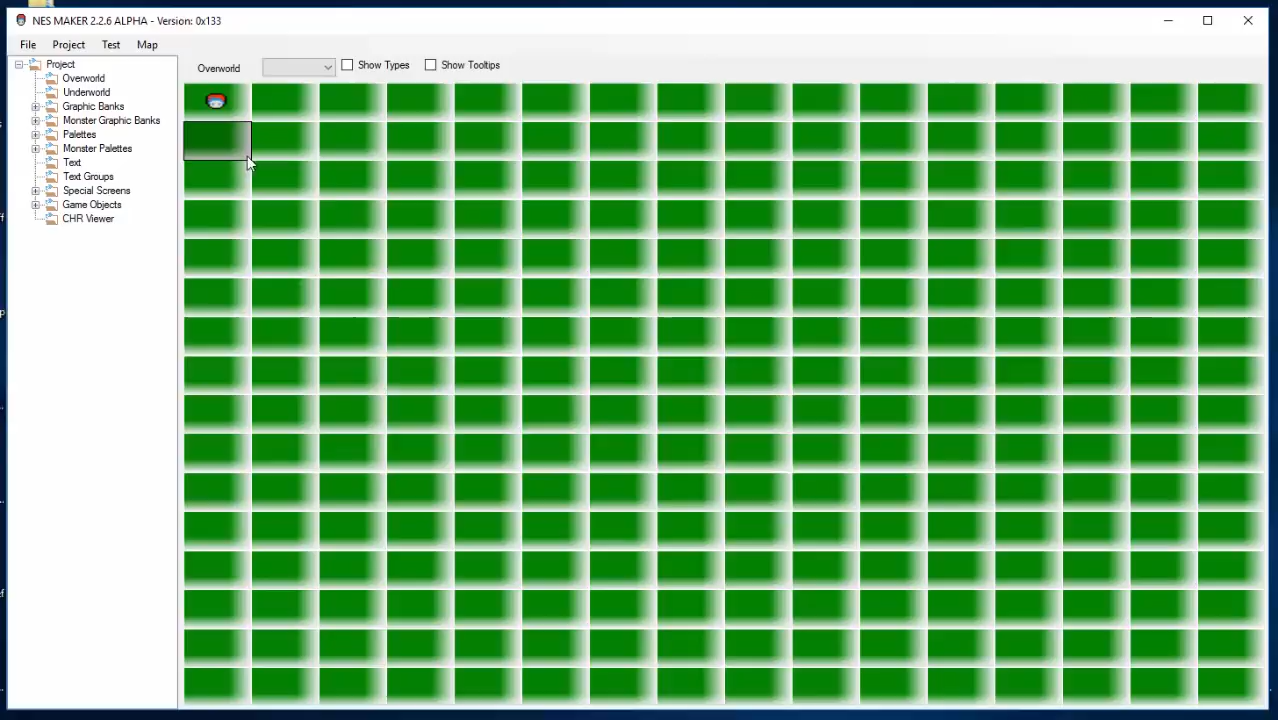 NES MAKER 2.2.6 ALPHA - Version: 0x133
File Project Test Map
Project
Overworld
Underworld
Graphic Banks
Monster Graphic Banks
Palettes
Monster Palettes
Text
Text Groups
Special Screens
Game Objects
CHR Viewer
Overworld
Show Types
Show Tooltips